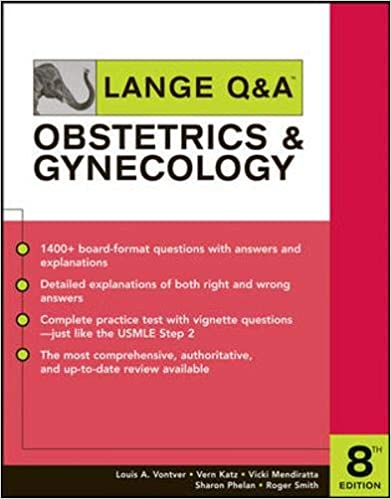 LANGE Q&A™
OBSTETRICS &
GYNECOLOGY
1400+ board-format questions with answers and
explanations
Detailed explanations of both right and wrong
answers
Complete practice test with vignette questions
—just like the USMLE Step 2
The most comprehensive, authoritative,
and up-to-date review available
Louis A. Vontver • Vern Katz • Vicki Mendiratta
Sharon Phelan • Roger Smith
8TH
EDITION